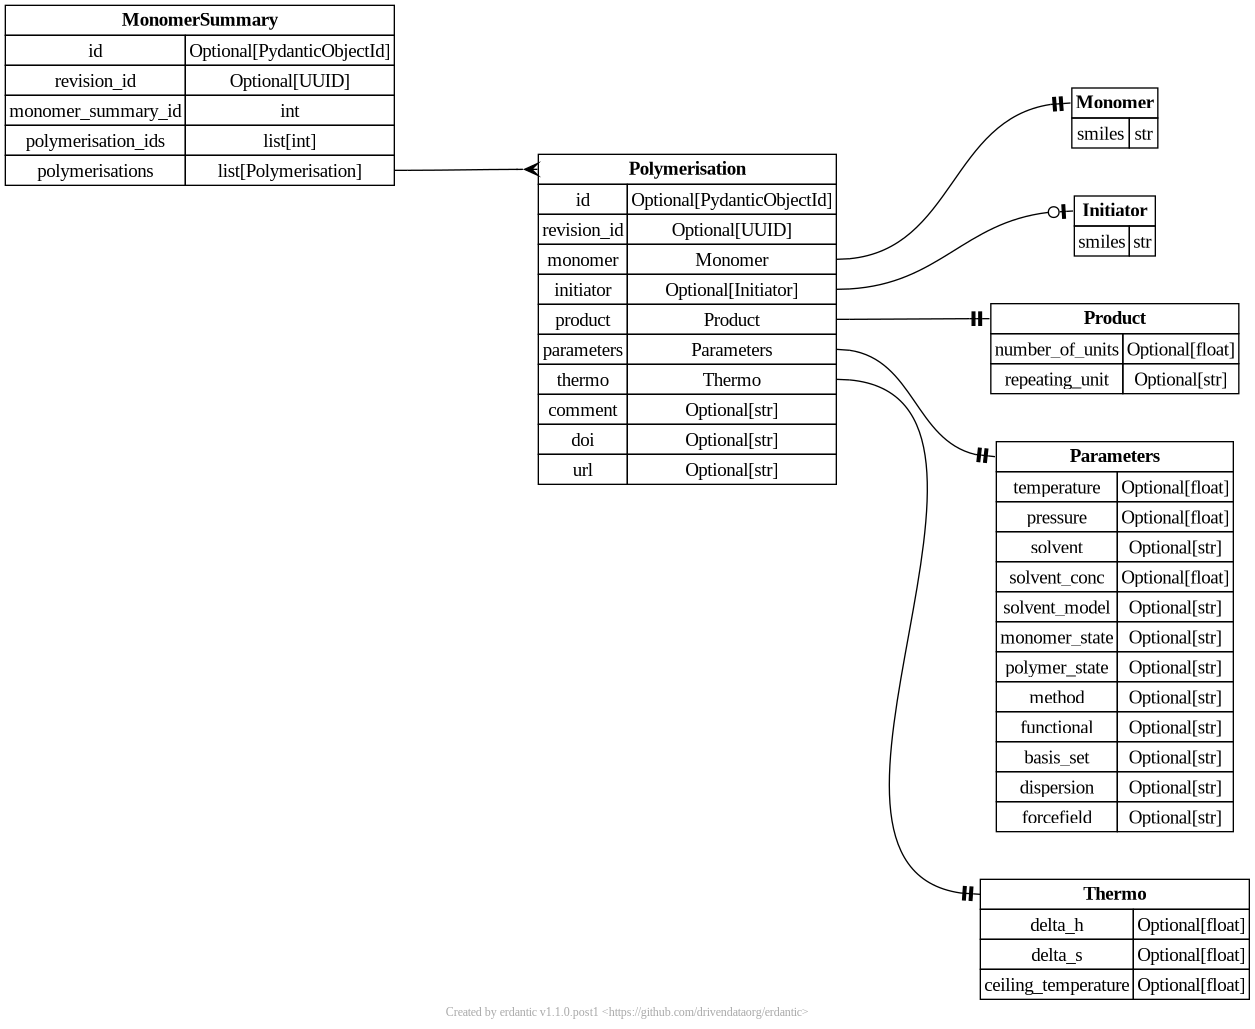 MonomerSummary
id Optional[PydanticObjectId]
revision_id Optional[UUID]
monomer_summary_id int
polymerisation_ids list[int]
polymerisations list[Polymerisation]
Polymerisation
id Optional[PydanticObjectId]
revision_id Optional[UUID]
monomer Monomer
initiator Optional[Initiator]
product Product
parameters Parameters
thermo Thermo
comment Optional[str]
doi Optional[str]
url Optional[str]
Monomer
smiles str
Initiator
smiles str
Product
number_of_units Optional[float]
repeating_unit Optional[str]
Parameters
temperature Optional[float]
pressure Optional[float]
solvent Optional[str]
solvent_conc Optional[float]
solvent_model Optional[str]
monomer_state Optional[str]
polymer_state Optional[str]
method Optional[str]
functional Optional[str]
basis_set Optional[str]
dispersion Optional[str]
forcefield Optional[str]
Thermo
delta_h Optional[float]
delta_s Optional[float]
ceiling_temperature Optional[float]
Created by erdantic v1.1.0.post1 <https://github.com/drivendataorg/erdantic>